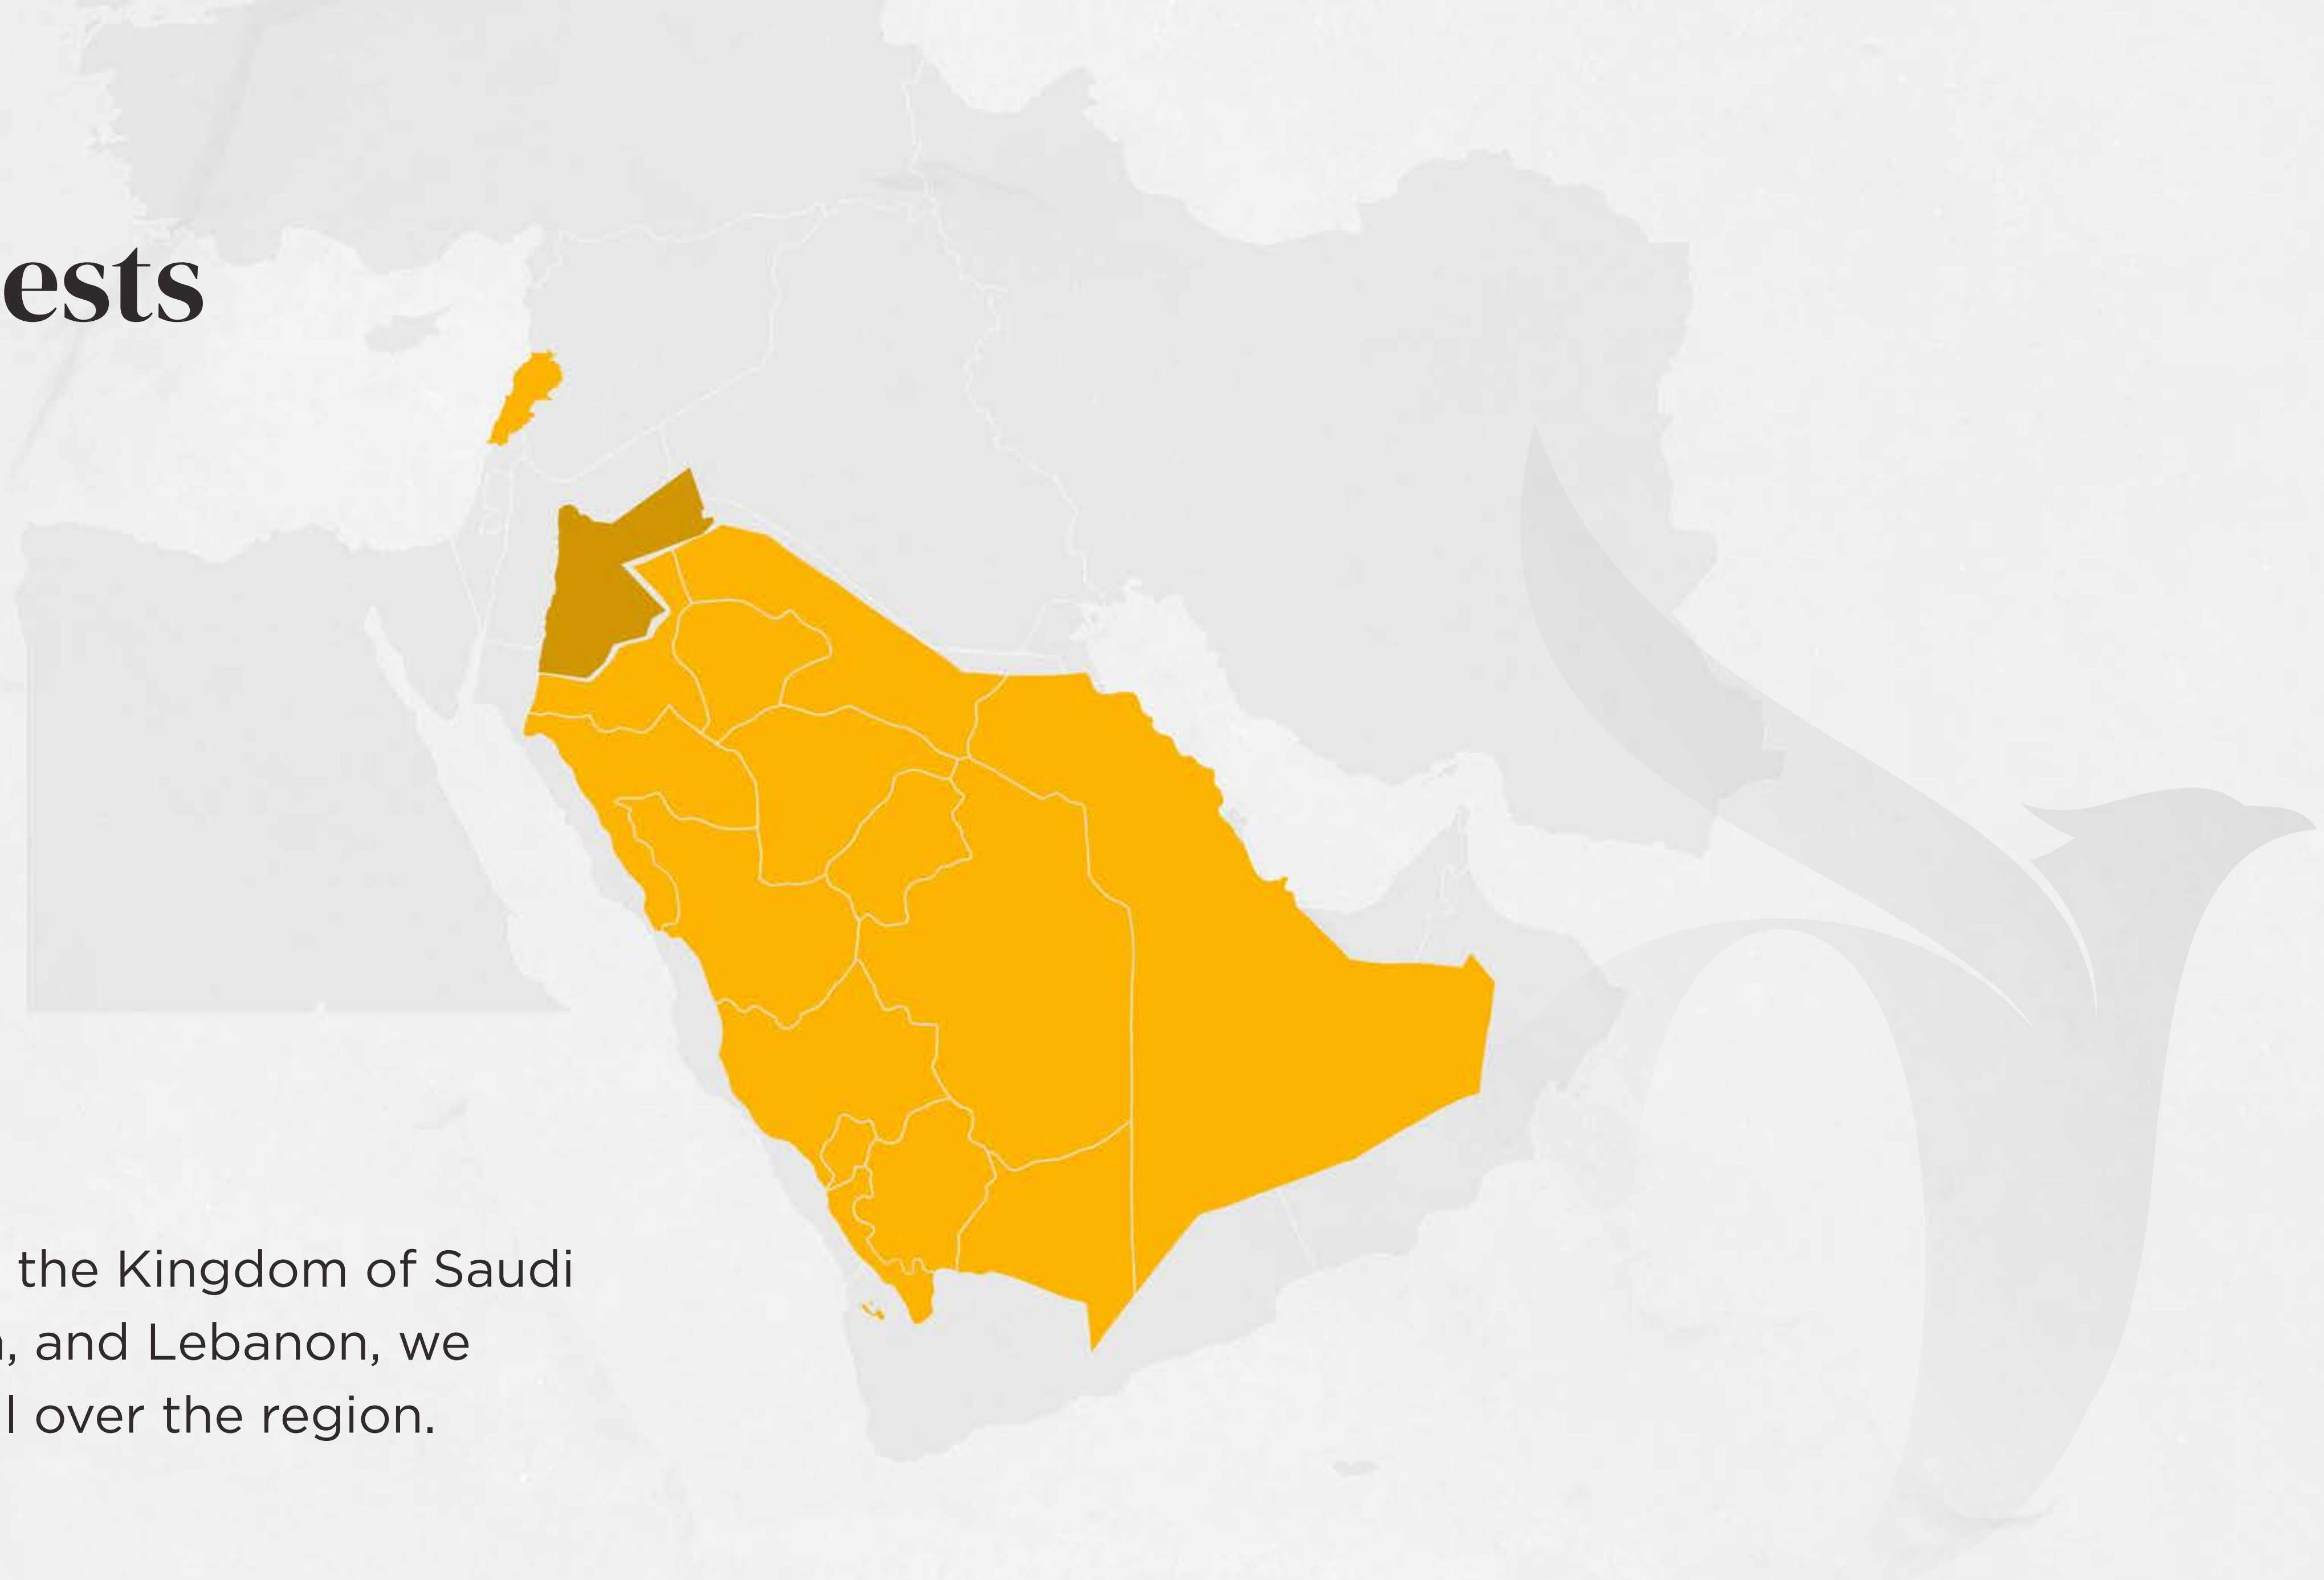 ests
the Kingdom of Saudi
, and Lebanon, we
l over the region.